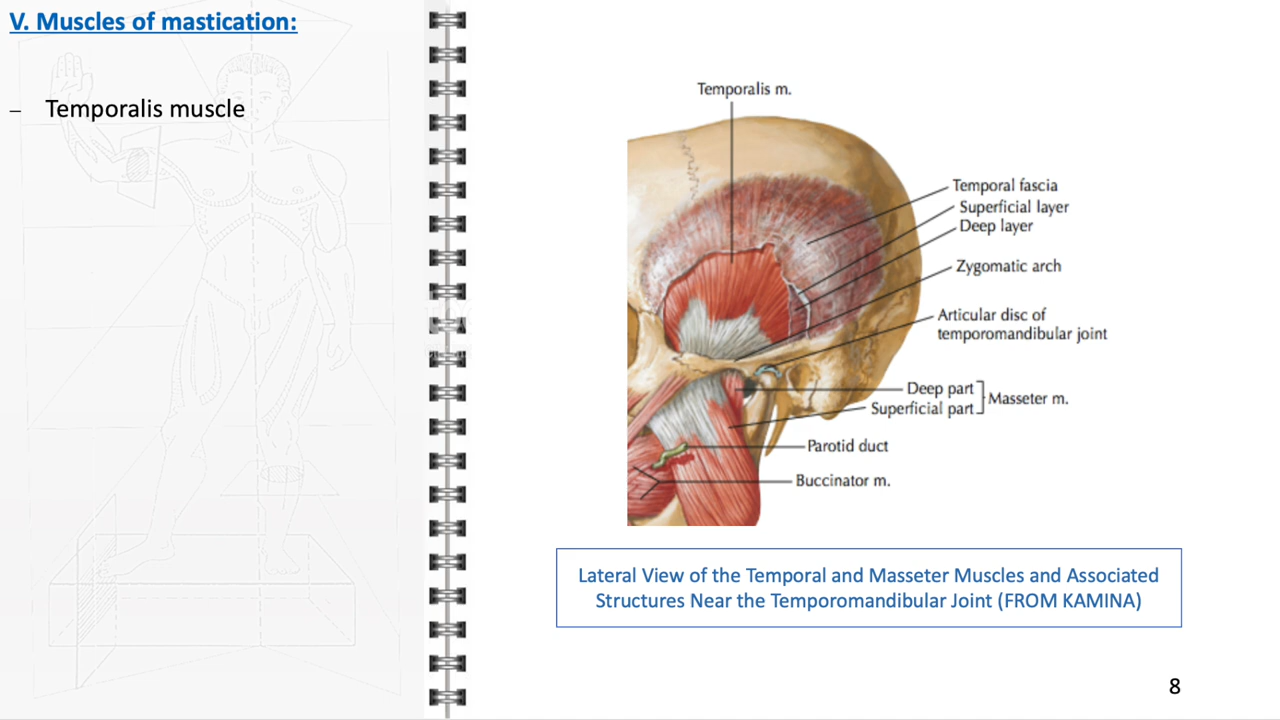 V. Muscles of mastication:
– Temporalis muscle
Temporalis m.
Temporal fascia
Superficial layer
Deep layer
Zygomatic arch
Articular disc of
temporomandibular joint
Deep part
Superficial part
Masseter m.
Parotid duct
Buccinator m.
Lateral View of the Temporal and Masseter Muscles and Associated
Structures Near the Temporomandibular Joint (FROM KAMINA)
8